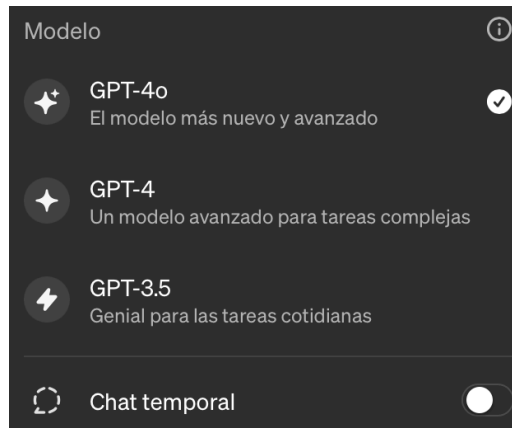 Modelo
GPT-4o
El modelo más nuevo y avanzado
GPT-4
Un modelo avanzado para tareas complejas
GPT-3.5
Genial para las tareas cotidianas
Chat temporal